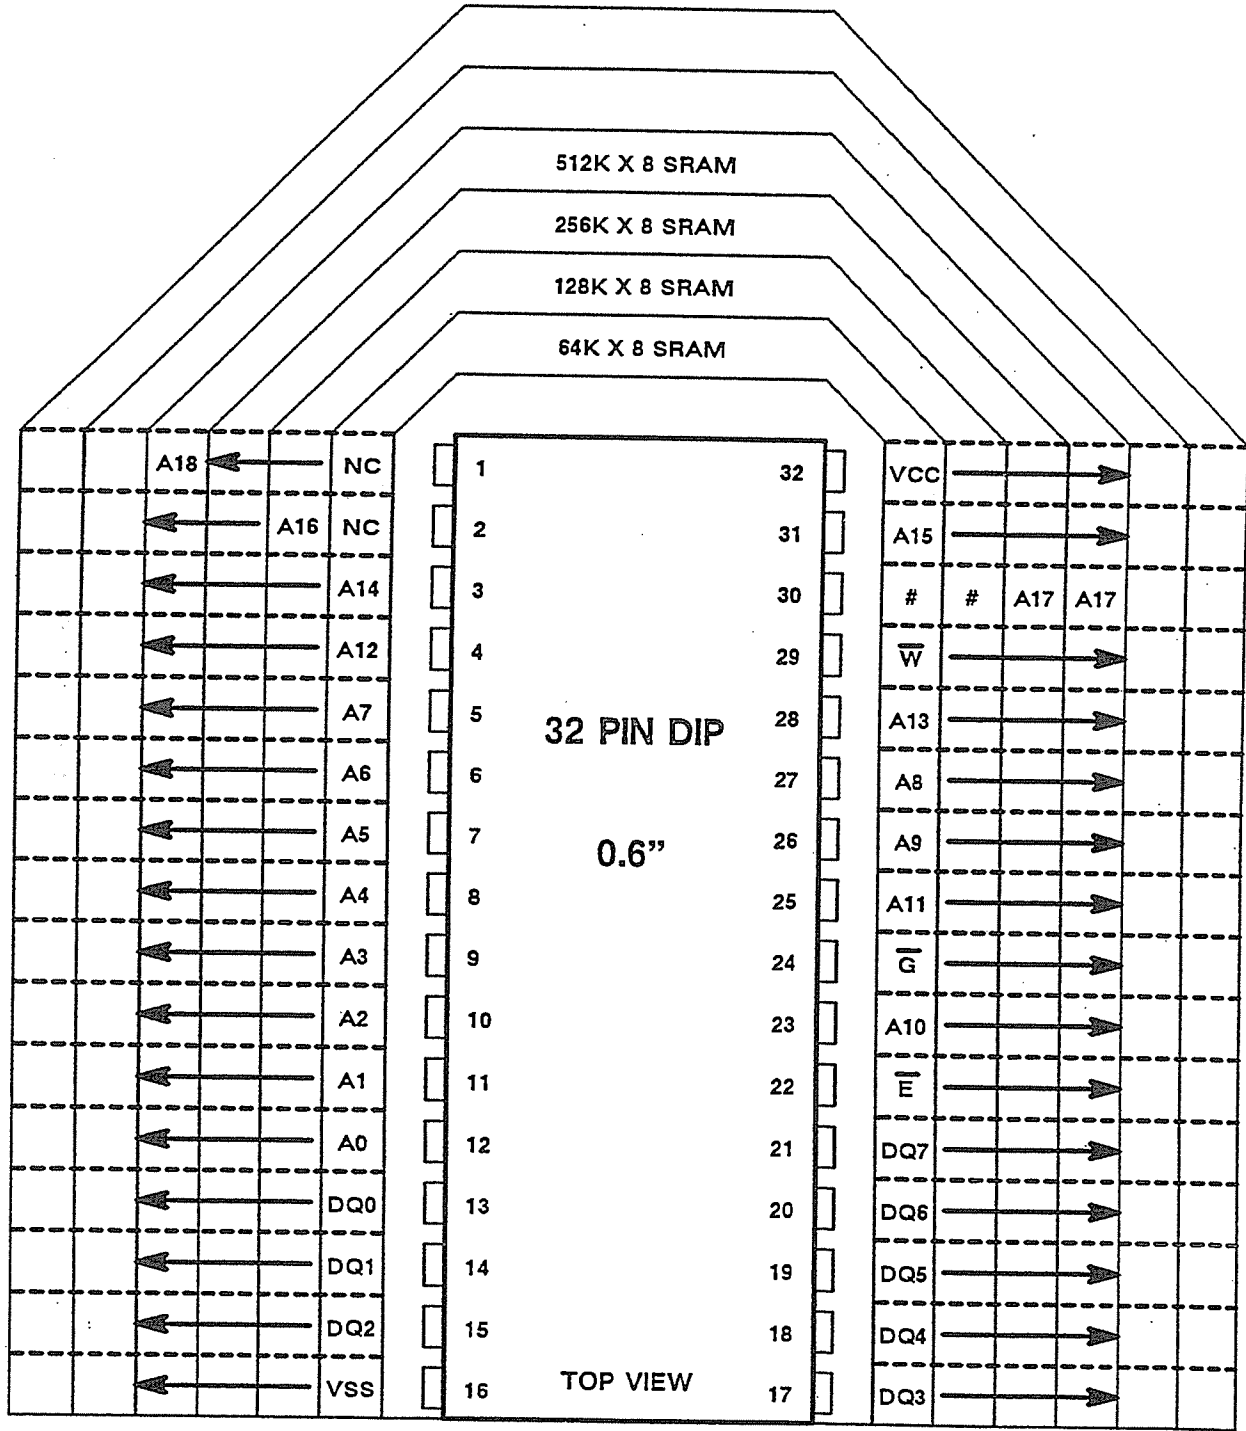 512K X 8 SRAM
256K X 8 SRAM
128K X 8 SRAM
64K X 8 SRAM
A18 NC 1 32 VCC
A16 NC 2 31 A15
A14 3 30 # # A17 A17
A12 4 29 W̅
A7 5 28 A13
32 PIN DIP
A6 6 27 A8
A5 7 26 A9
0.6”
A4 8 25 A11
A3 9 24 G̅
A2 10 23 A10
A1 11 22 E̅
A0 12 21 DQ7
DQ0 13 20 DQ6
DQ1 14 19 DQ5
DQ2 15 18 DQ4
VSS 16 TOP VIEW 17 DQ3